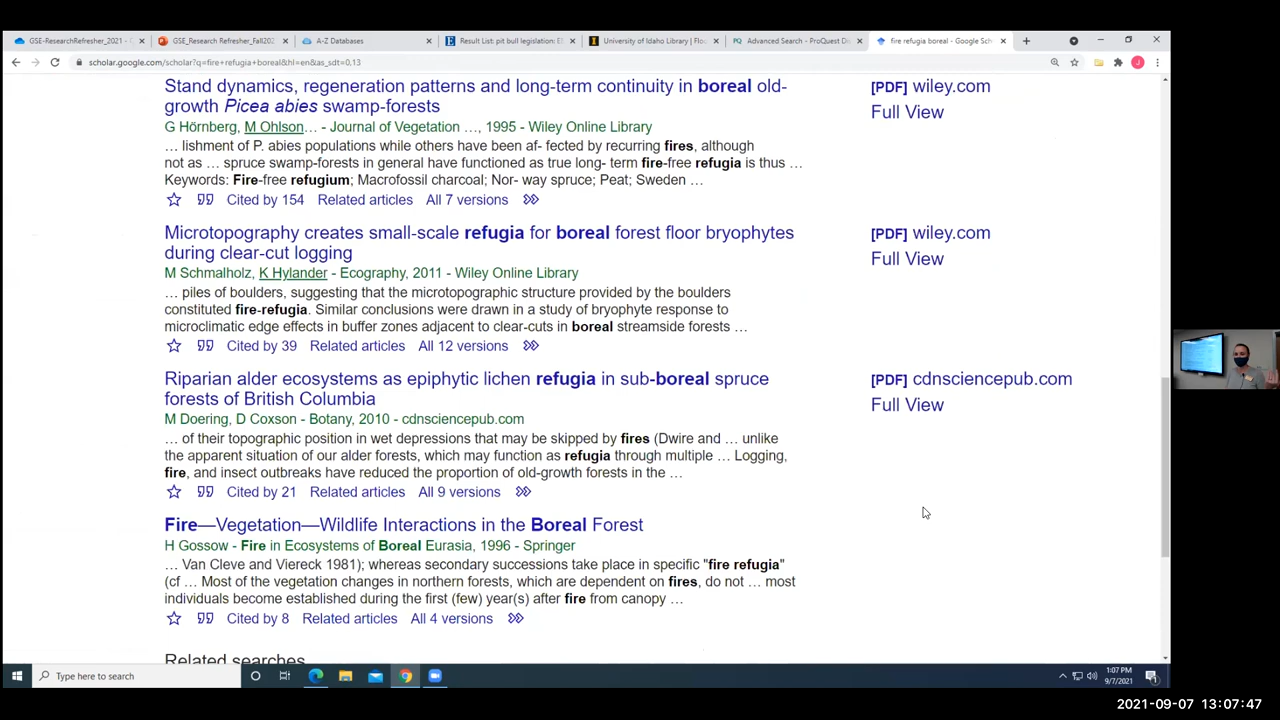 GSE-ResearchRefresher_2021 -
GSE_Research Refresher_Fall202
A-Z Databases
Result List: pit bull legislation: E
University of Idaho Library | Flo
Advanced Search - ProQuest Di
fire refugia boreal - Google Sch
scholar.google.com/scholar?q=fire+refugia+boreal&hl=en&as_sdt=0,13
Stand dynamics, regeneration patterns and long-term continuity in boreal old-
growth Picea abies swamp-forests
[PDF] wiley.com
Full View
G Hörnberg, M Ohlson… - Journal of Vegetation …, 1995 - Wiley Online Library
… lishment of P. abies populations while others have been af- fected by recurring fires, although
not as … spruce swamp-forests in general have functioned as true long- term fire-free refugia is thus …
Keywords: Fire-free refugium; Macrofossil charcoal; Nor- way spruce; Peat; Sweden …
Cited by 154 Related articles All 7 versions
Microtopography creates small-scale refugia for boreal forest floor bryophytes
during clear-cut logging
[PDF] wiley.com
Full View
M Schmalholz, K Hylander - Ecography, 2011 - Wiley Online Library
… piles of boulders, suggesting that the microtopographic structure provided by the boulders
constituted fire-refugia. Similar conclusions were drawn in a study of bryophyte response to
microclimatic edge effects in buffer zones adjacent to clear-cuts in boreal streamside forests …
Cited by 39 Related articles All 12 versions
Riparian alder ecosystems as epiphytic lichen refugia in sub-boreal spruce
forests of British Columbia
[PDF] cdnsciencepub.com
Full View
M Doering, D Coxson - Botany, 2010 - cdnsciencepub.com
… of their topographic position in wet depressions that may be skipped by fires (Dwire and … unlike
the apparent situation of our alder forests, which may function as refugia through multiple … Logging,
fire, and insect outbreaks have reduced the proportion of old-growth forests in the …
Cited by 21 Related articles All 9 versions
Fire—Vegetation—Wildlife Interactions in the Boreal Forest
H Gossow - Fire in Ecosystems of Boreal Eurasia, 1996 - Springer
… Van Cleve and Viereck 1981); whereas secondary successions take place in specific "fire refugia"
(cf … Most of the vegetation changes in northern forests, which are dependent on fires, do not … most
individuals become established during the first (few) year(s) after fire from canopy …
Cited by 8 Related articles All 4 versions
Related searches
Type here to search
1:07 PM
9/7/2021
2021-09-07 13:07:47